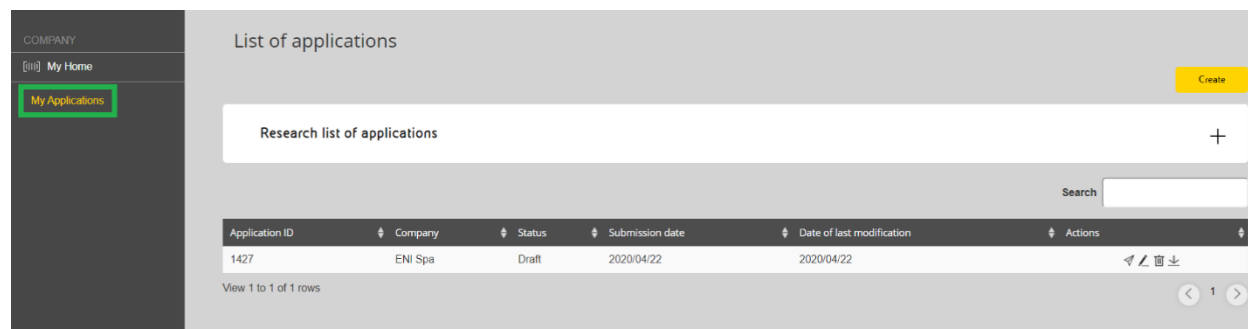 COMPANY
My Home
My Applications
List of applications
Create
Research list of applications
Search
Application ID Company Status Submission date Date of last modification Actions
1427 ENI Spa Draft 2020/04/22 2020/04/22
View 1 to 1 of 1 rows
1